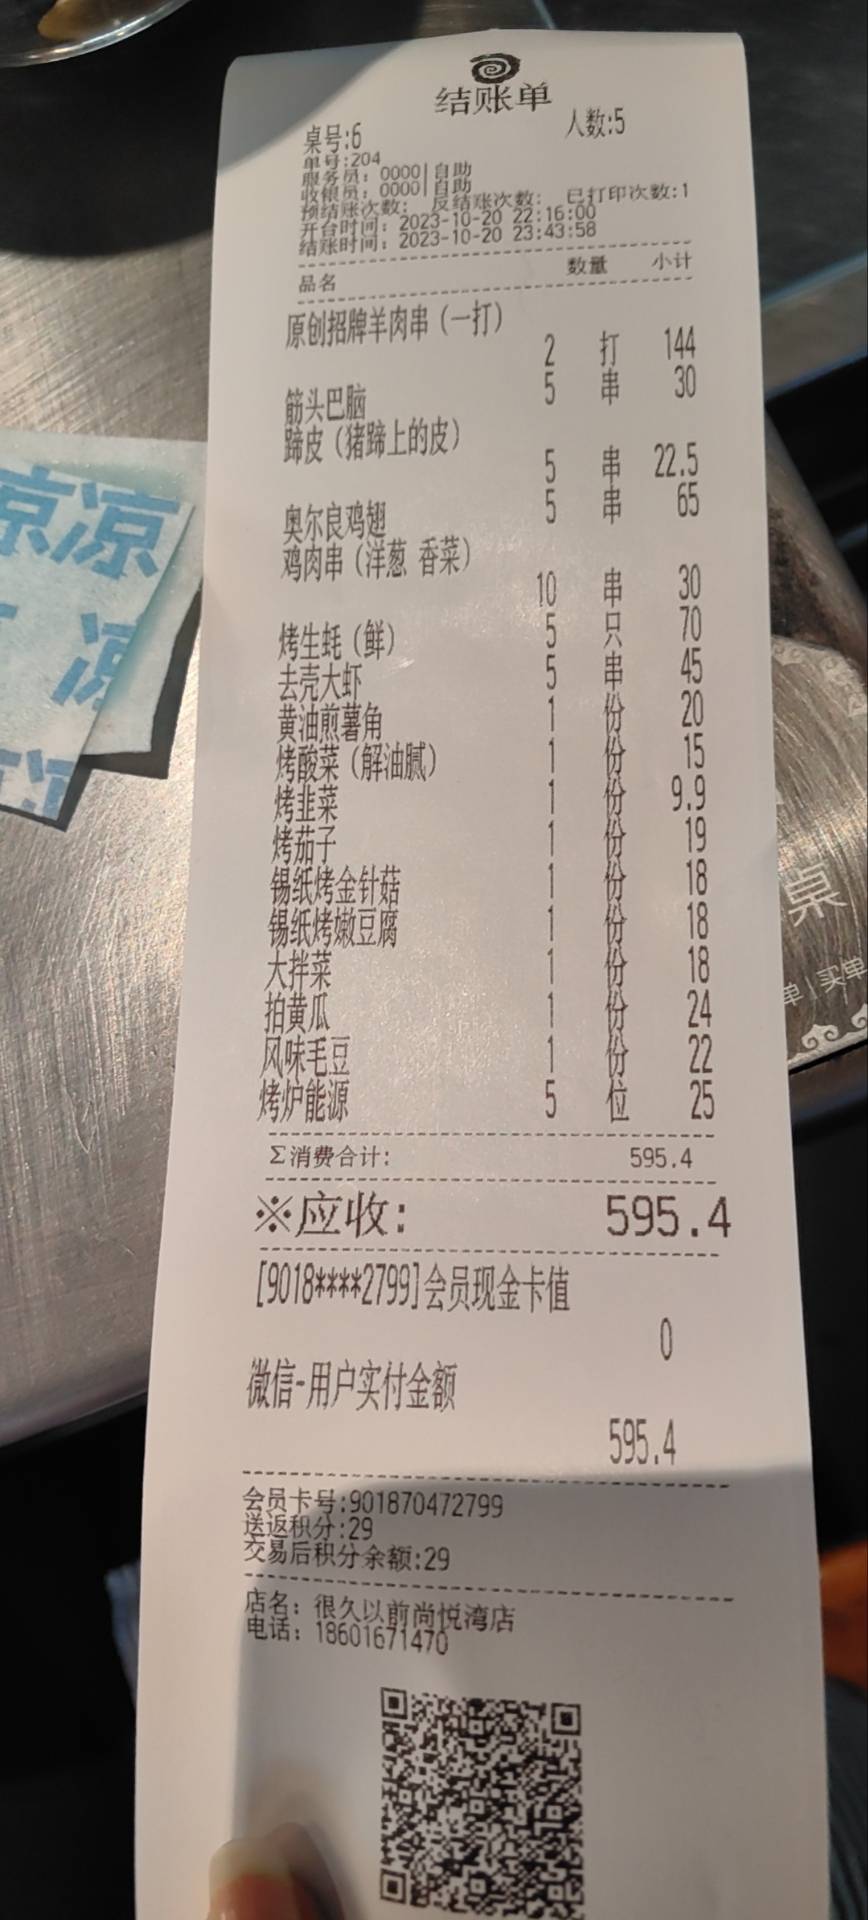 结账单
桌号:6 人数:5
单号:204
服务员: 0000|自助
收银员: 0000|自助
预结账次数: 反结账次数: 已打印次数:1
开台时间: 2023-10-20 22:16:00
结账时间: 2023-10-20 23:43:58
品名 数量 小计
原创招牌羊肉串(一打)
2 打 144
筋头巴脑 5 串 30
蹄皮(猪蹄上的皮)
5 串 22.5
奥尔良鸡翅 5 串 65
鸡肉串(洋葱 香菜)
10 串 30
烤生蚝(鲜) 5 只 70
去壳大虾 5 串 45
黄油煎薯角 1 份 20
烤酸菜(解油腻) 1 份 15
烤韭菜 1 份 9.9
烤茄子 1 份 19
锡纸烤金针菇 1 份 18
锡纸烤嫩豆腐 1 份 18
大拌菜 1 份 18
拍黄瓜 1 份 24
风味毛豆 1 份 22
烤炉能源 5 位 25
Σ消费合计: 595.4
※应收: 595.4
[9018****2799]会员现金卡值
0
微信-用户实付金额
595.4
会员卡号:901870472799
送返积分:29
交易后积分余额:29
店名: 很久以前尚悦湾店
电话: 18601671470
凉凉
凉
桌
单|买单